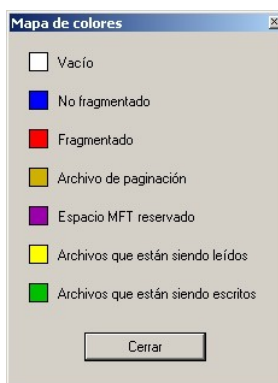 Mapa de colores
Vacío
No fragmentado
Fragmentado
Archivo de paginación
Espacio MFT reservado
Archivos que están siendo leídos
Archivos que están siendo escritos
Cerrar